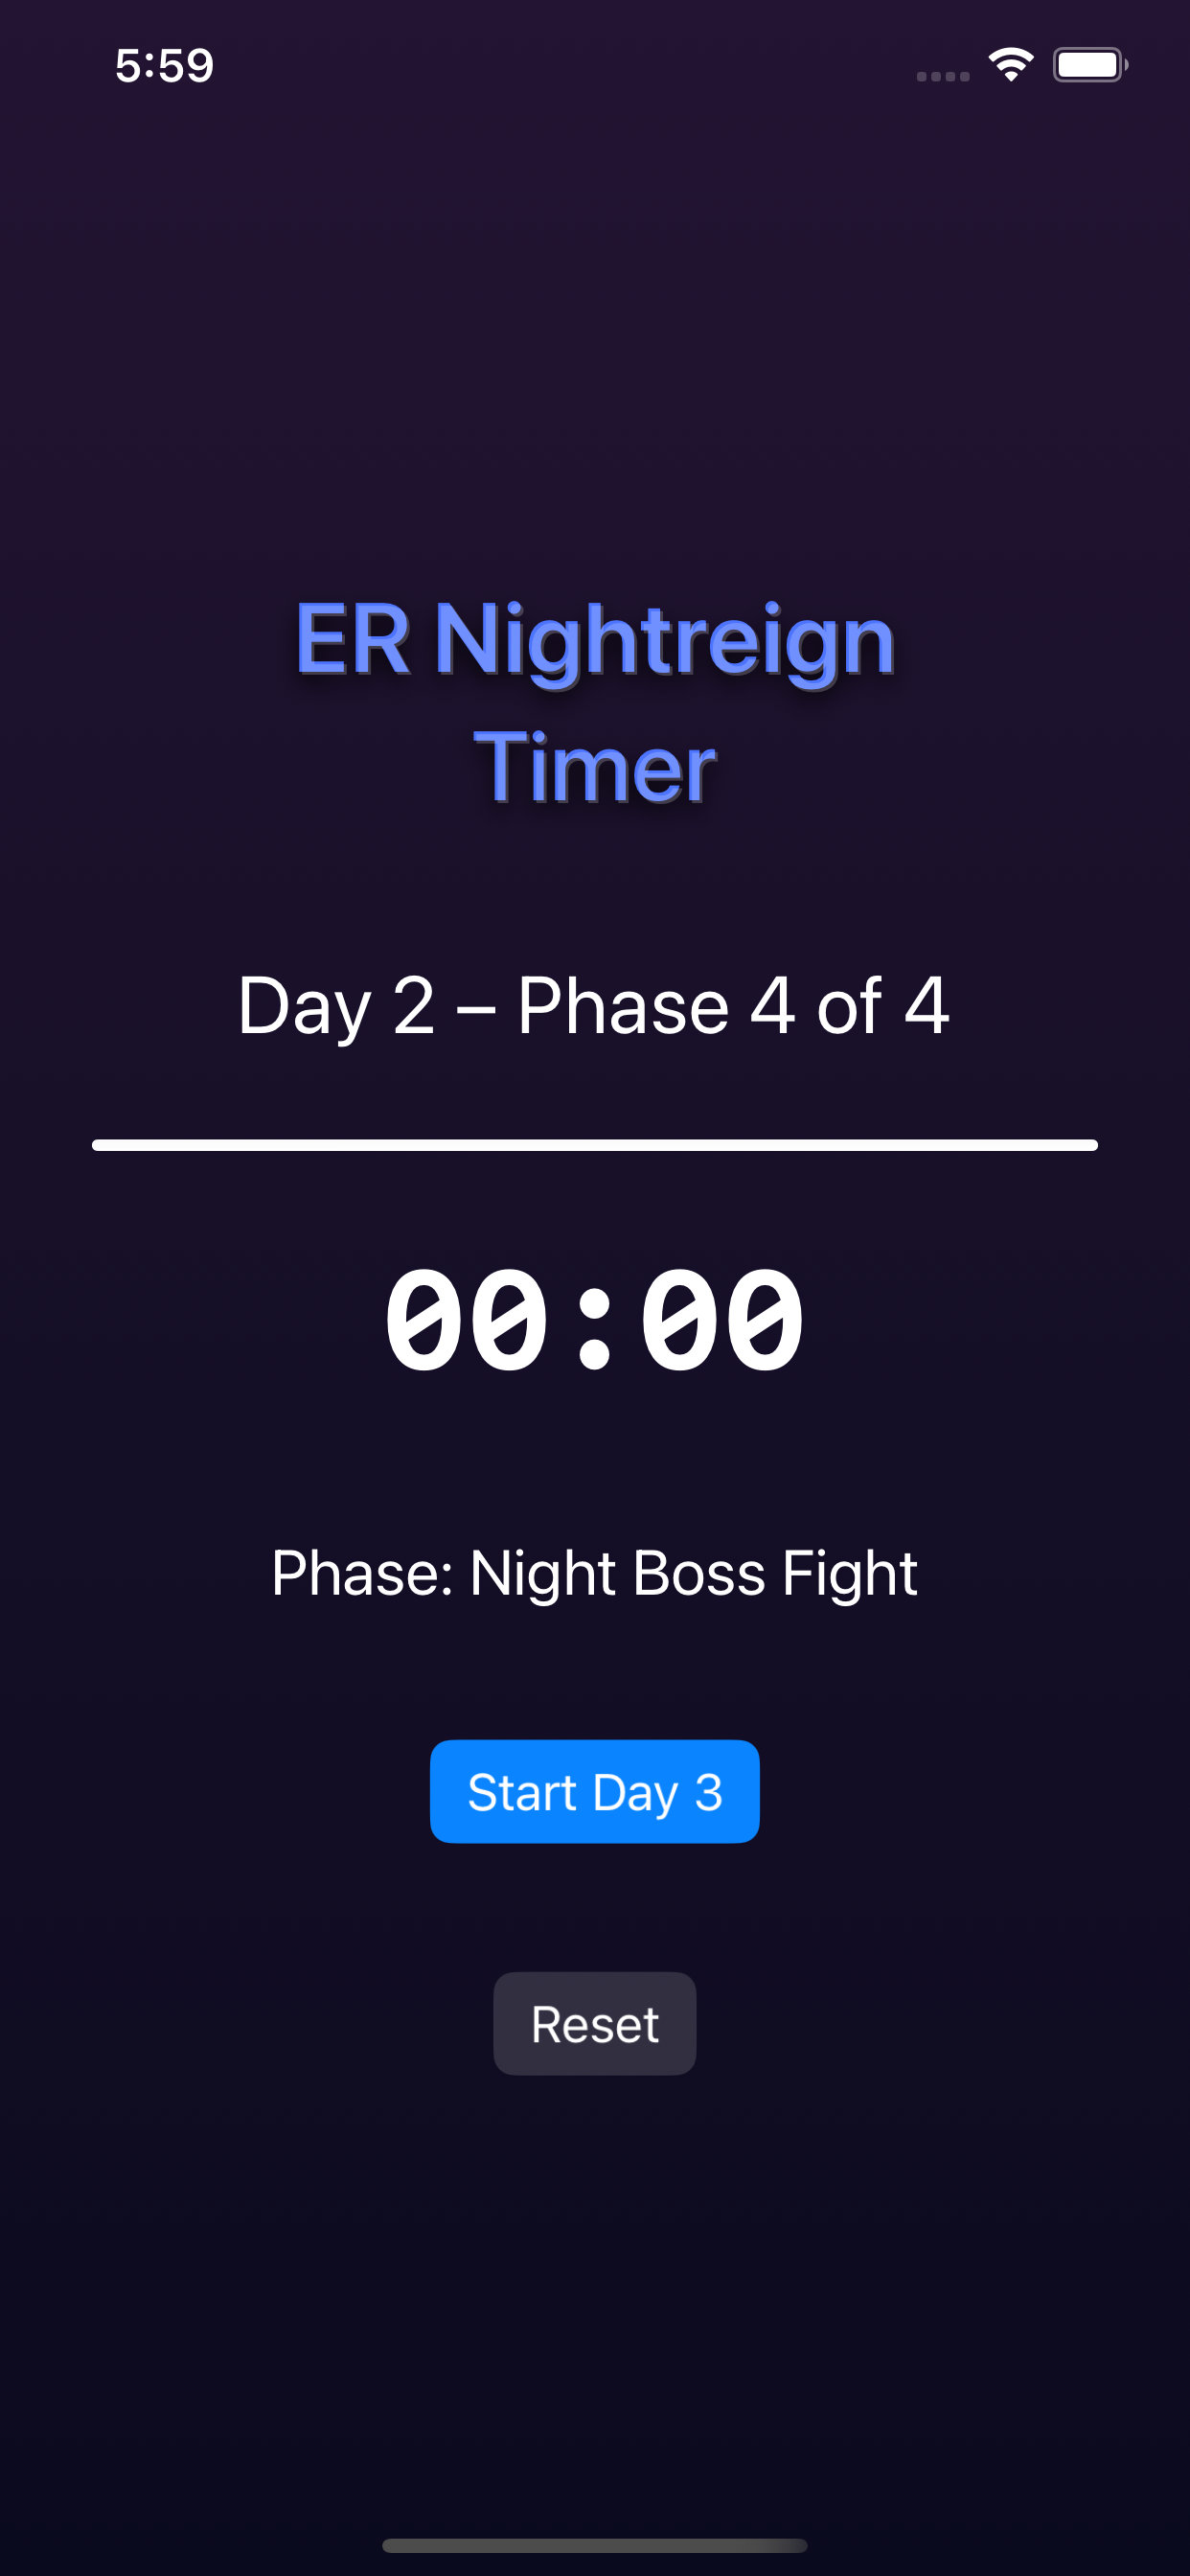 5:59
ER Nightreign
Timer
Day 2 – Phase 4 of 4
00:00
Phase: Night Boss Fight
Start Day 3
Reset